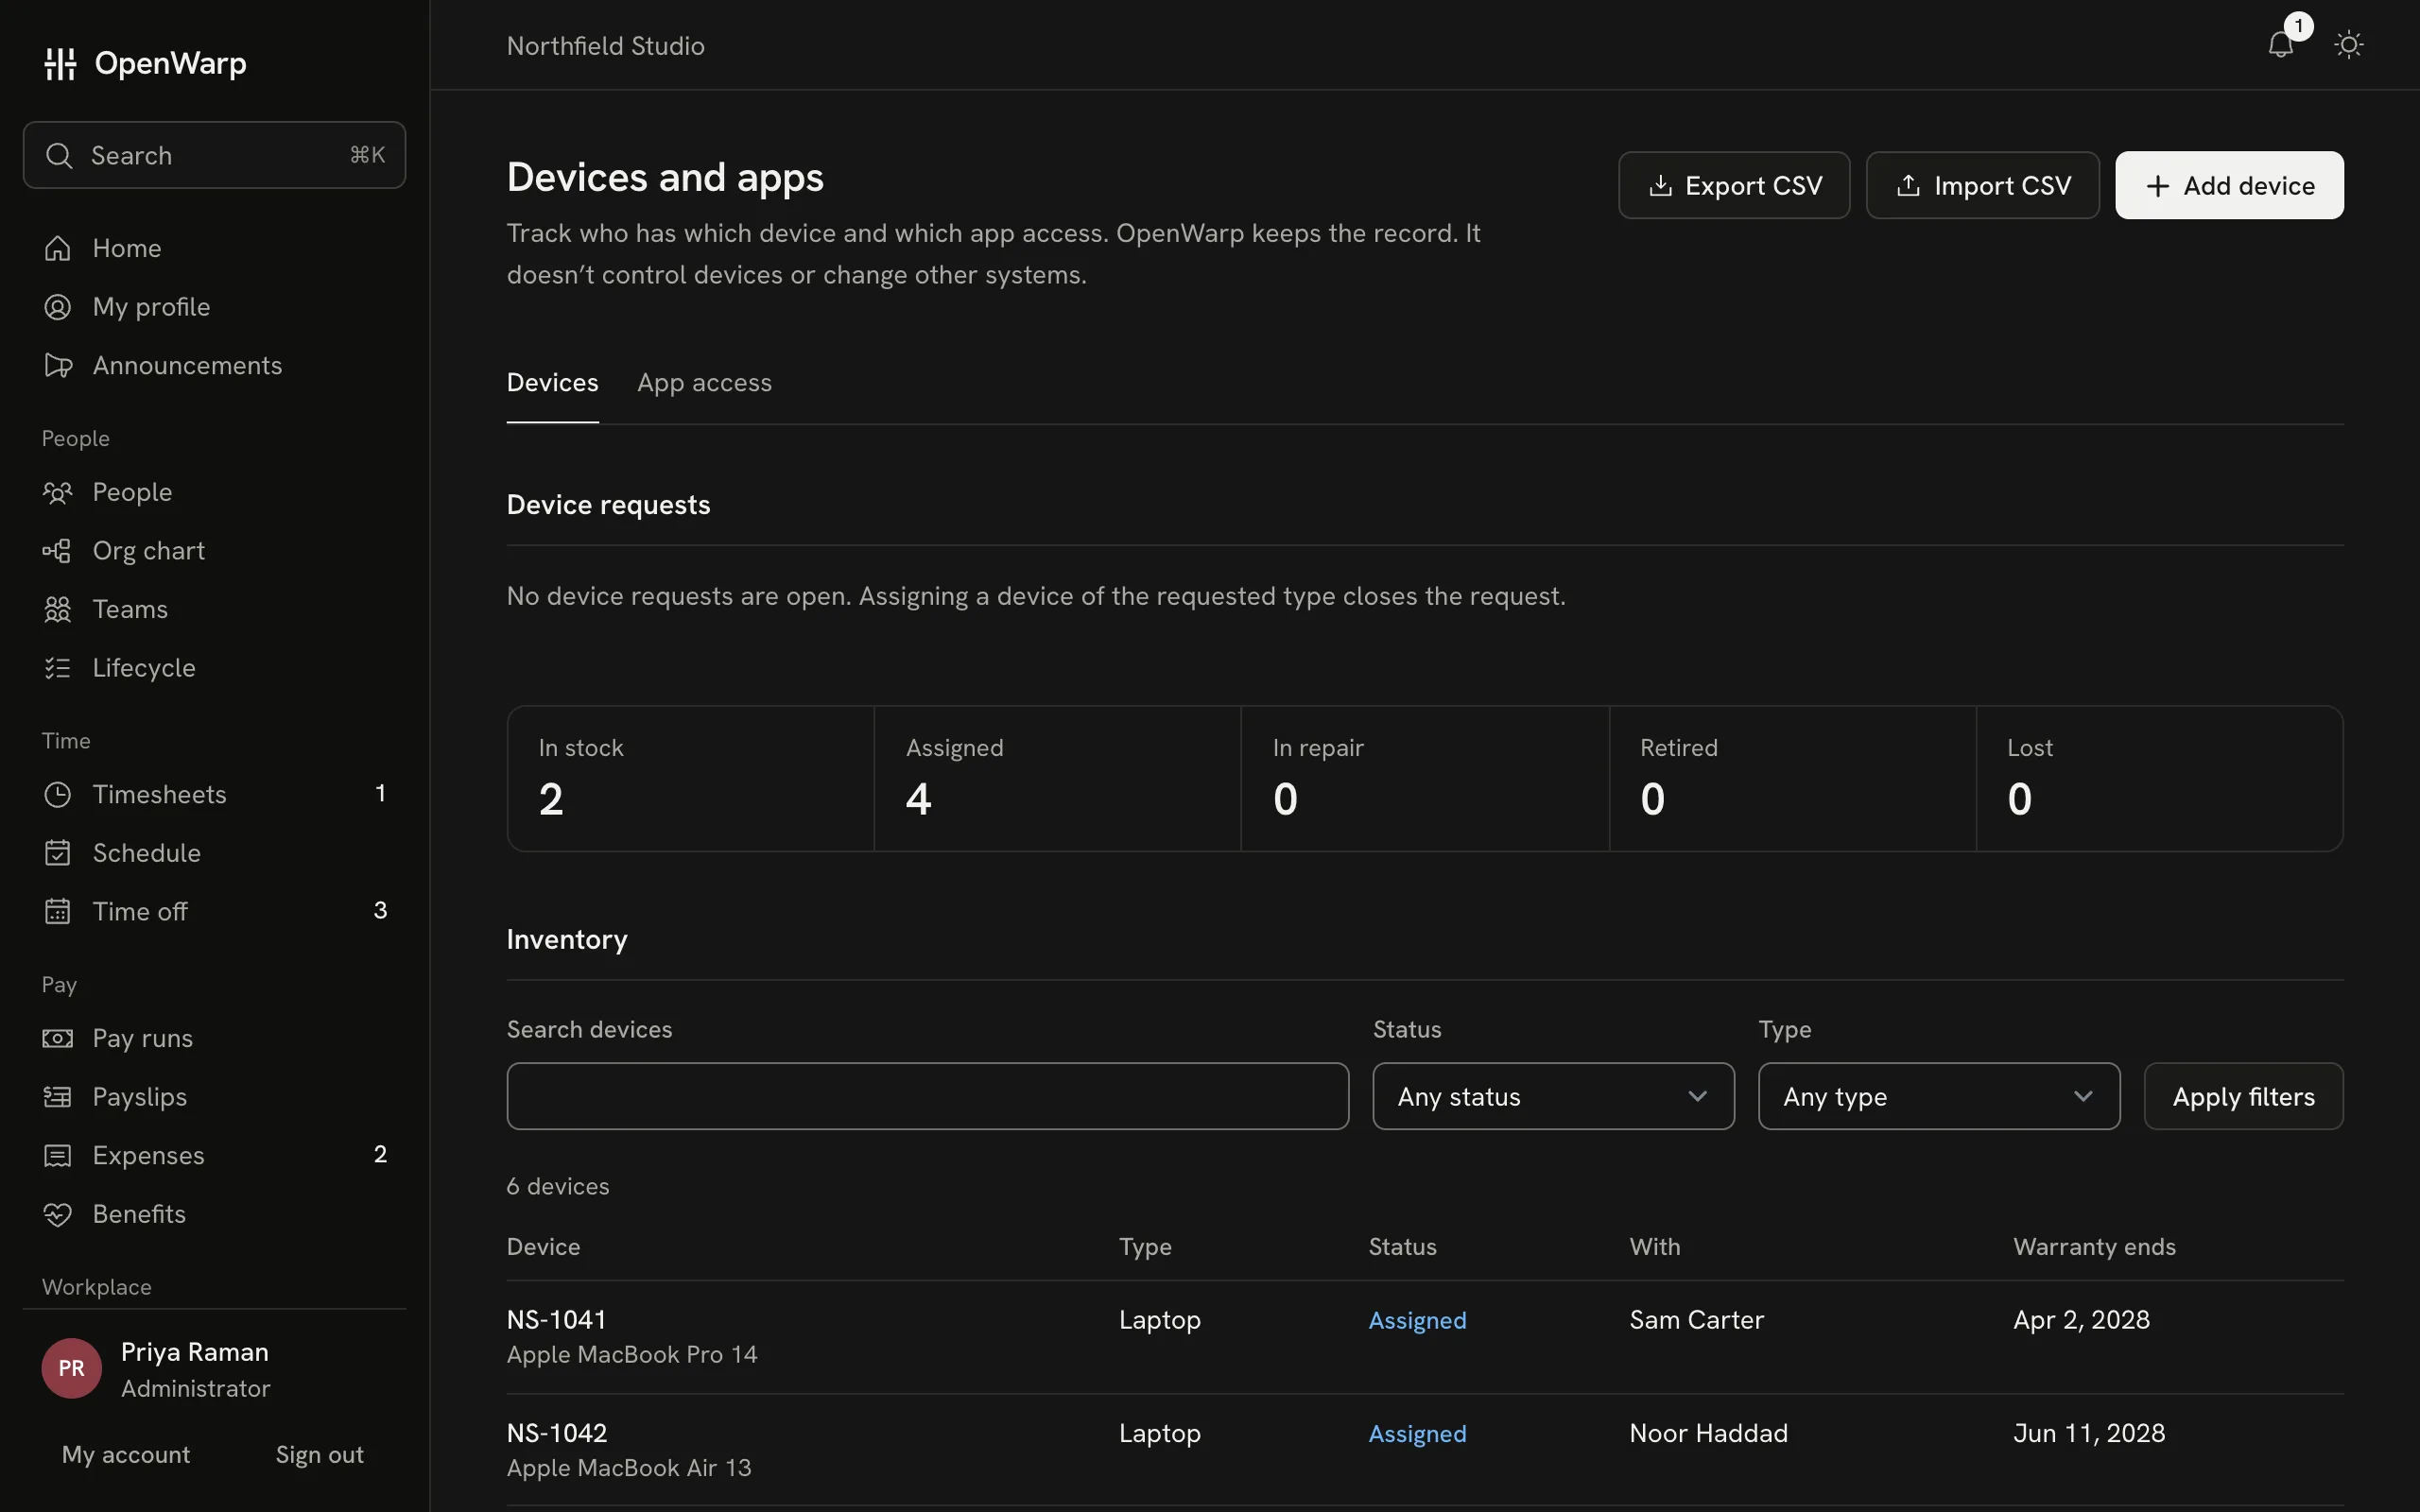 OpenWarp
Search ⌘K
Home
My profile
Announcements
People
People
Org chart
Teams
Lifecycle
Time
Timesheets 1
Schedule
Time off 3
Pay
Pay runs
Payslips
Expenses 2
Benefits
Workplace
PR
Priya Raman
Administrator
My account Sign out
Northfield Studio
1
Devices and apps
Export CSV Import CSV Add device
Track who has which device and which app access. OpenWarp keeps the record. It
doesn’t control devices or change other systems.
Devices App access
Device requests
No device requests are open. Assigning a device of the requested type closes the request.
In stock Assigned In repair Retired Lost
2 4 0 0 0
Inventory
Search devices Status Type
Any status Any type Apply filters
6 devices
Device Type Status With Warranty ends
NS-1041 Laptop Assigned Sam Carter Apr 2, 2028
Apple MacBook Pro 14
NS-1042 Laptop Assigned Noor Haddad Jun 11, 2028
Apple MacBook Air 13